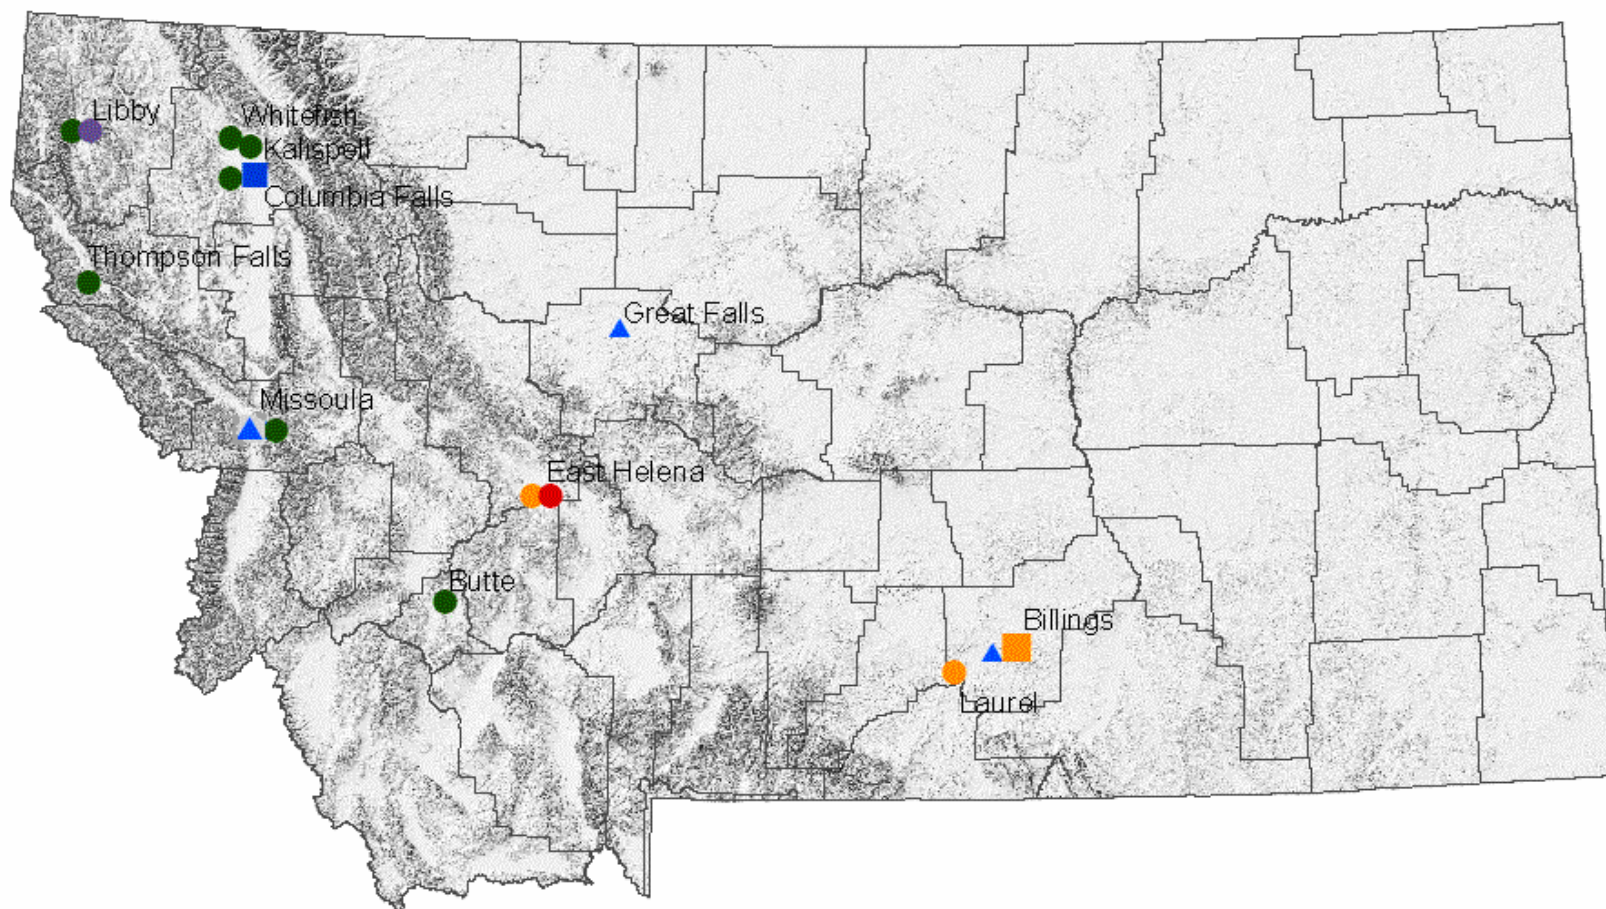 Libby
Whitefish
Kalispell
Columbia Falls
Thompson Falls
Great Falls
Missoula
East Helena
Butte
Billings
Laurel